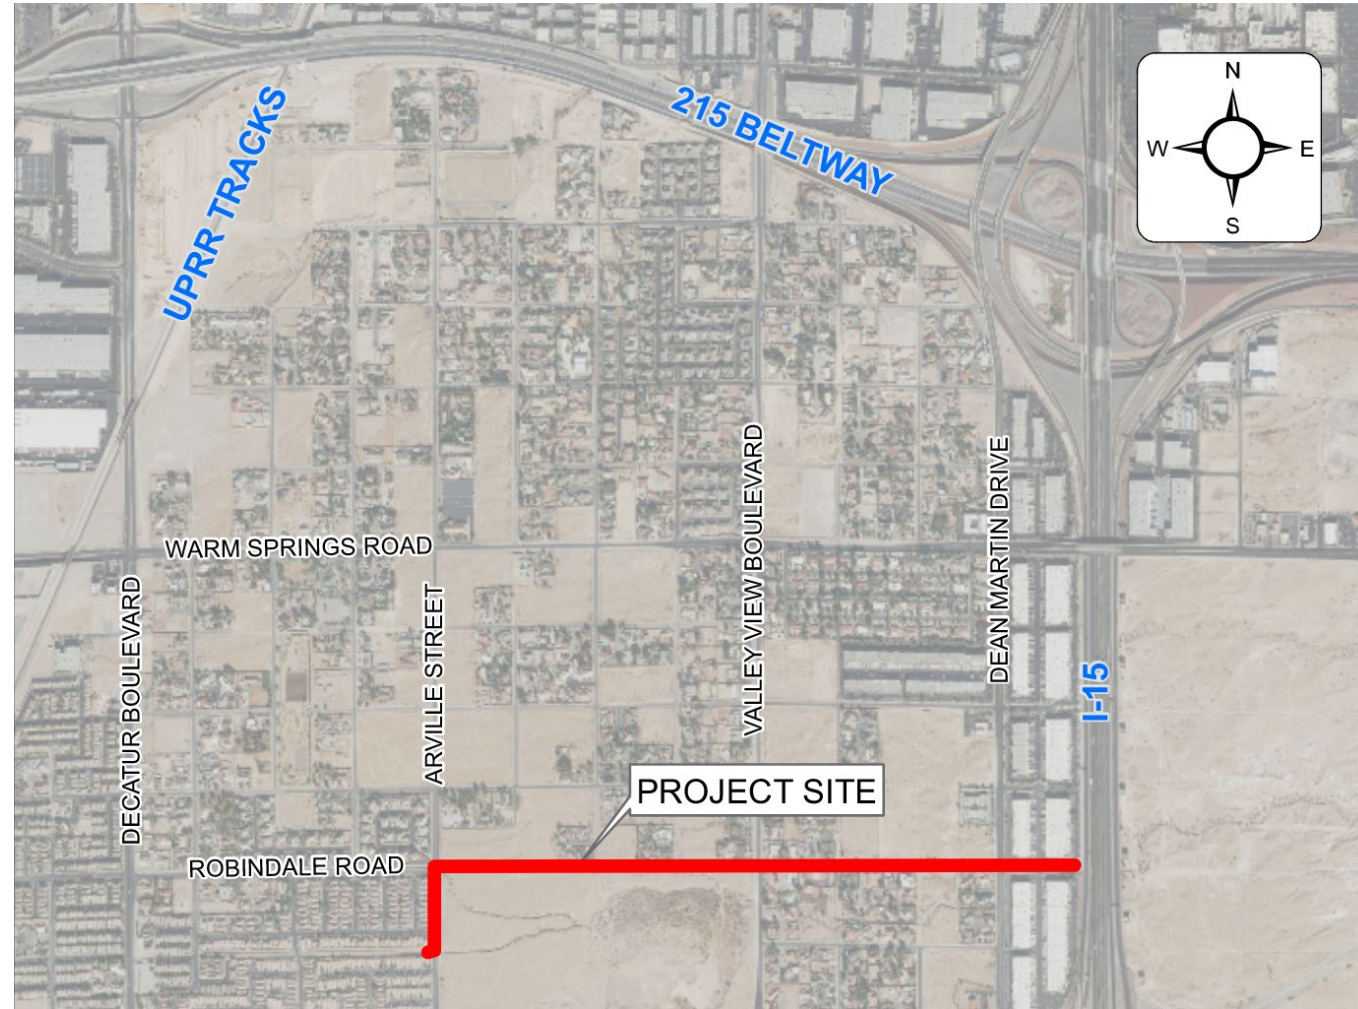 N
W
E
S
215 BELTWAY
UPRR TRACKS
WARM SPRINGS ROAD
DECATUR BOULEVARD
ARVILLE STREET
VALLEY VIEW BOULEVARD
DEAN MARTIN DRIVE
I-15
PROJECT SITE
ROBINDALE ROAD